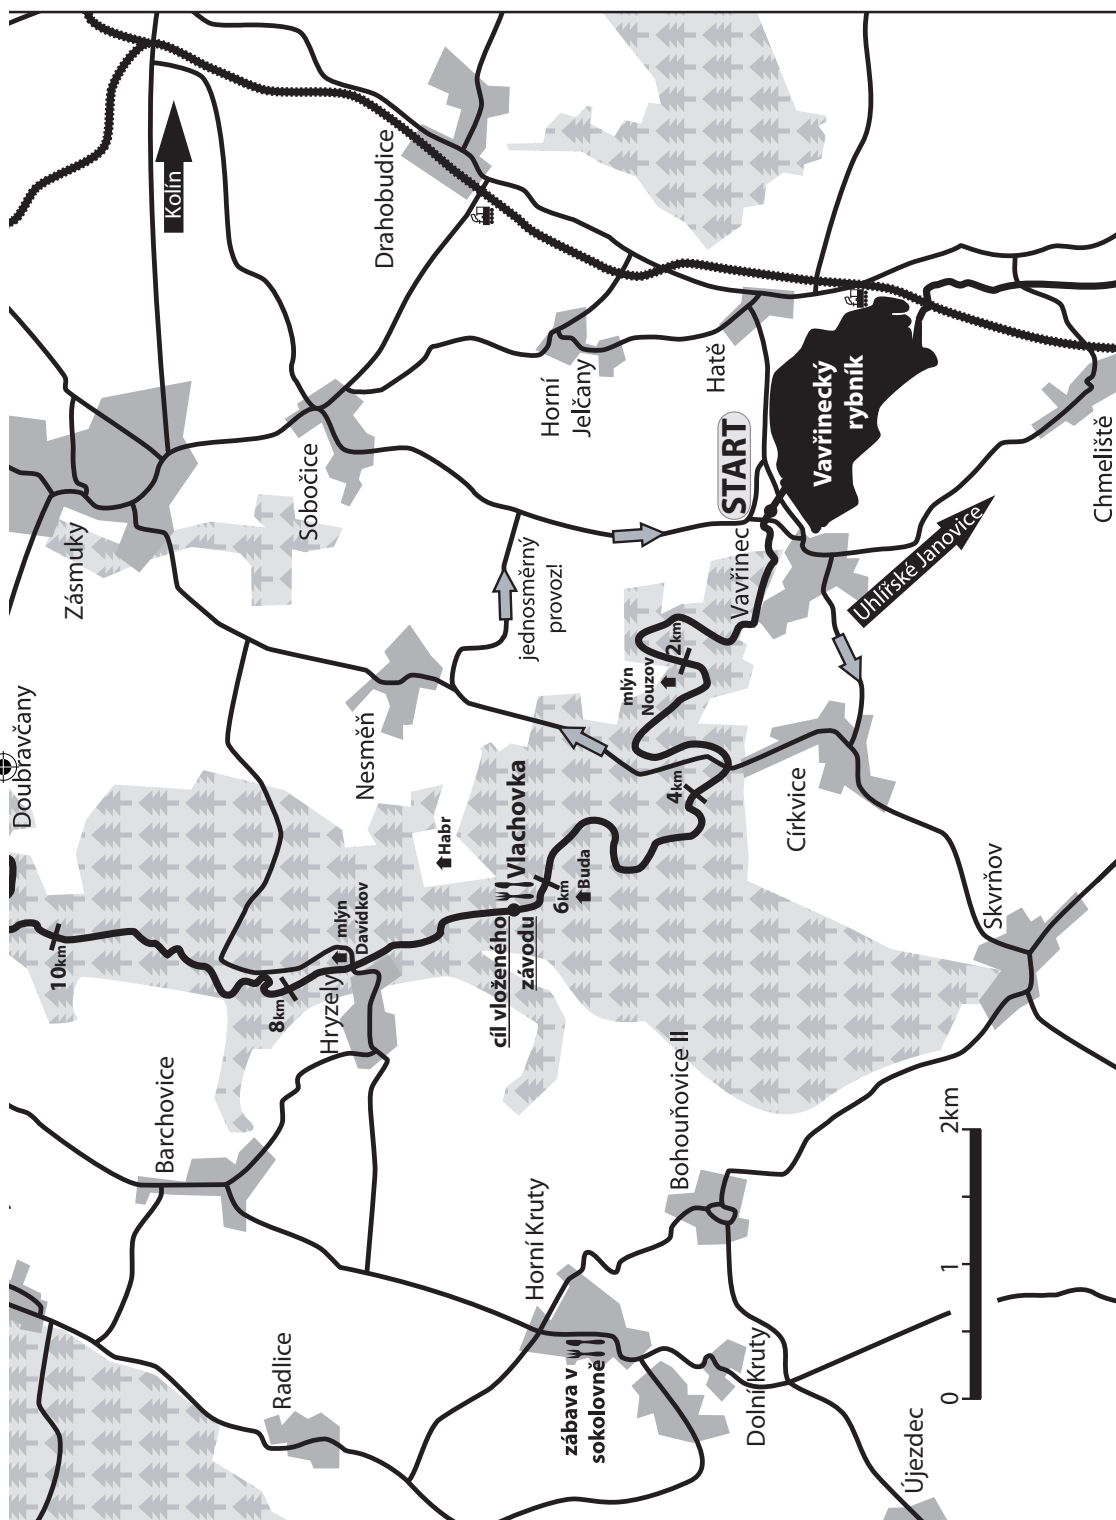 Doubravčany
Zásmuky
Kolín
10km
Barchovice
Sobočice
8km
Hryzely
mlýn
Davídkov
Nesměň
Drahobudice
Radlice
Habr
jednosměrný
provoz!
Horní
Jelčany
cíl vloženého
závodu
Vlachovka
6km
Buda
Horní Kruty
zábava v
sokolovně
mlýn
Nouzov
2km
4km
Bohouňovice II
Vavřinec
START
Hatě
Dolní Kruty
Církvice
Vavřinecký
rybník
Uhlířské Janovice
Újezdec
Skvrňov
Chmeliště
0
1
2km